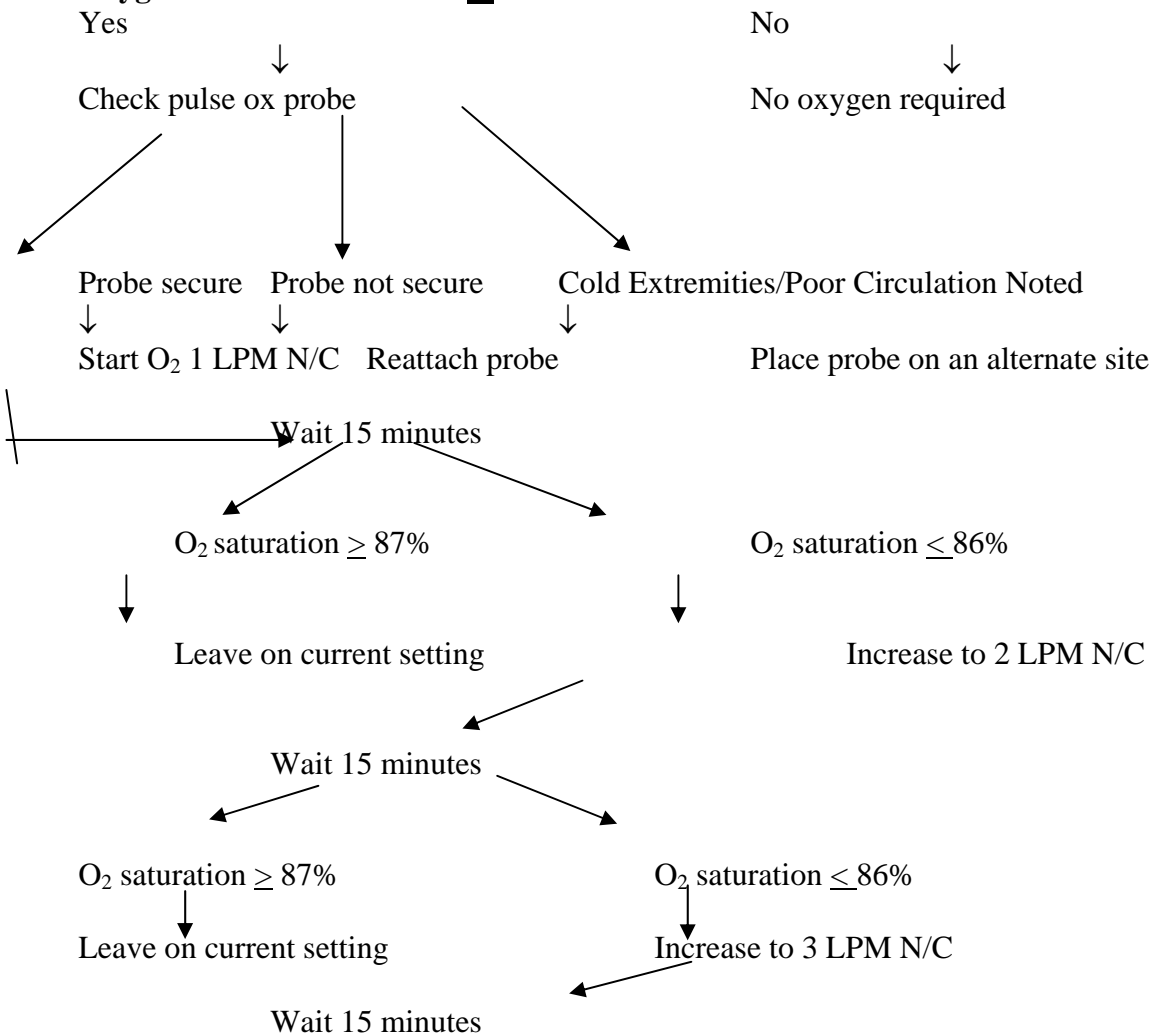 Yes No
Check pulse ox probe No oxygen required
Probe secure Probe not secure Cold Extremities/Poor Circulation Noted
Start O₂ 1 LPM N/C Reattach probe Place probe on an alternate site
Wait 15 minutes
O₂ saturation ≥ 87% O₂ saturation ≤ 86%
Leave on current setting Increase to 2 LPM N/C
Wait 15 minutes
O₂ saturation ≥ 87% O₂ saturation ≤ 86%
Leave on current setting Increase to 3 LPM N/C
Wait 15 minutes